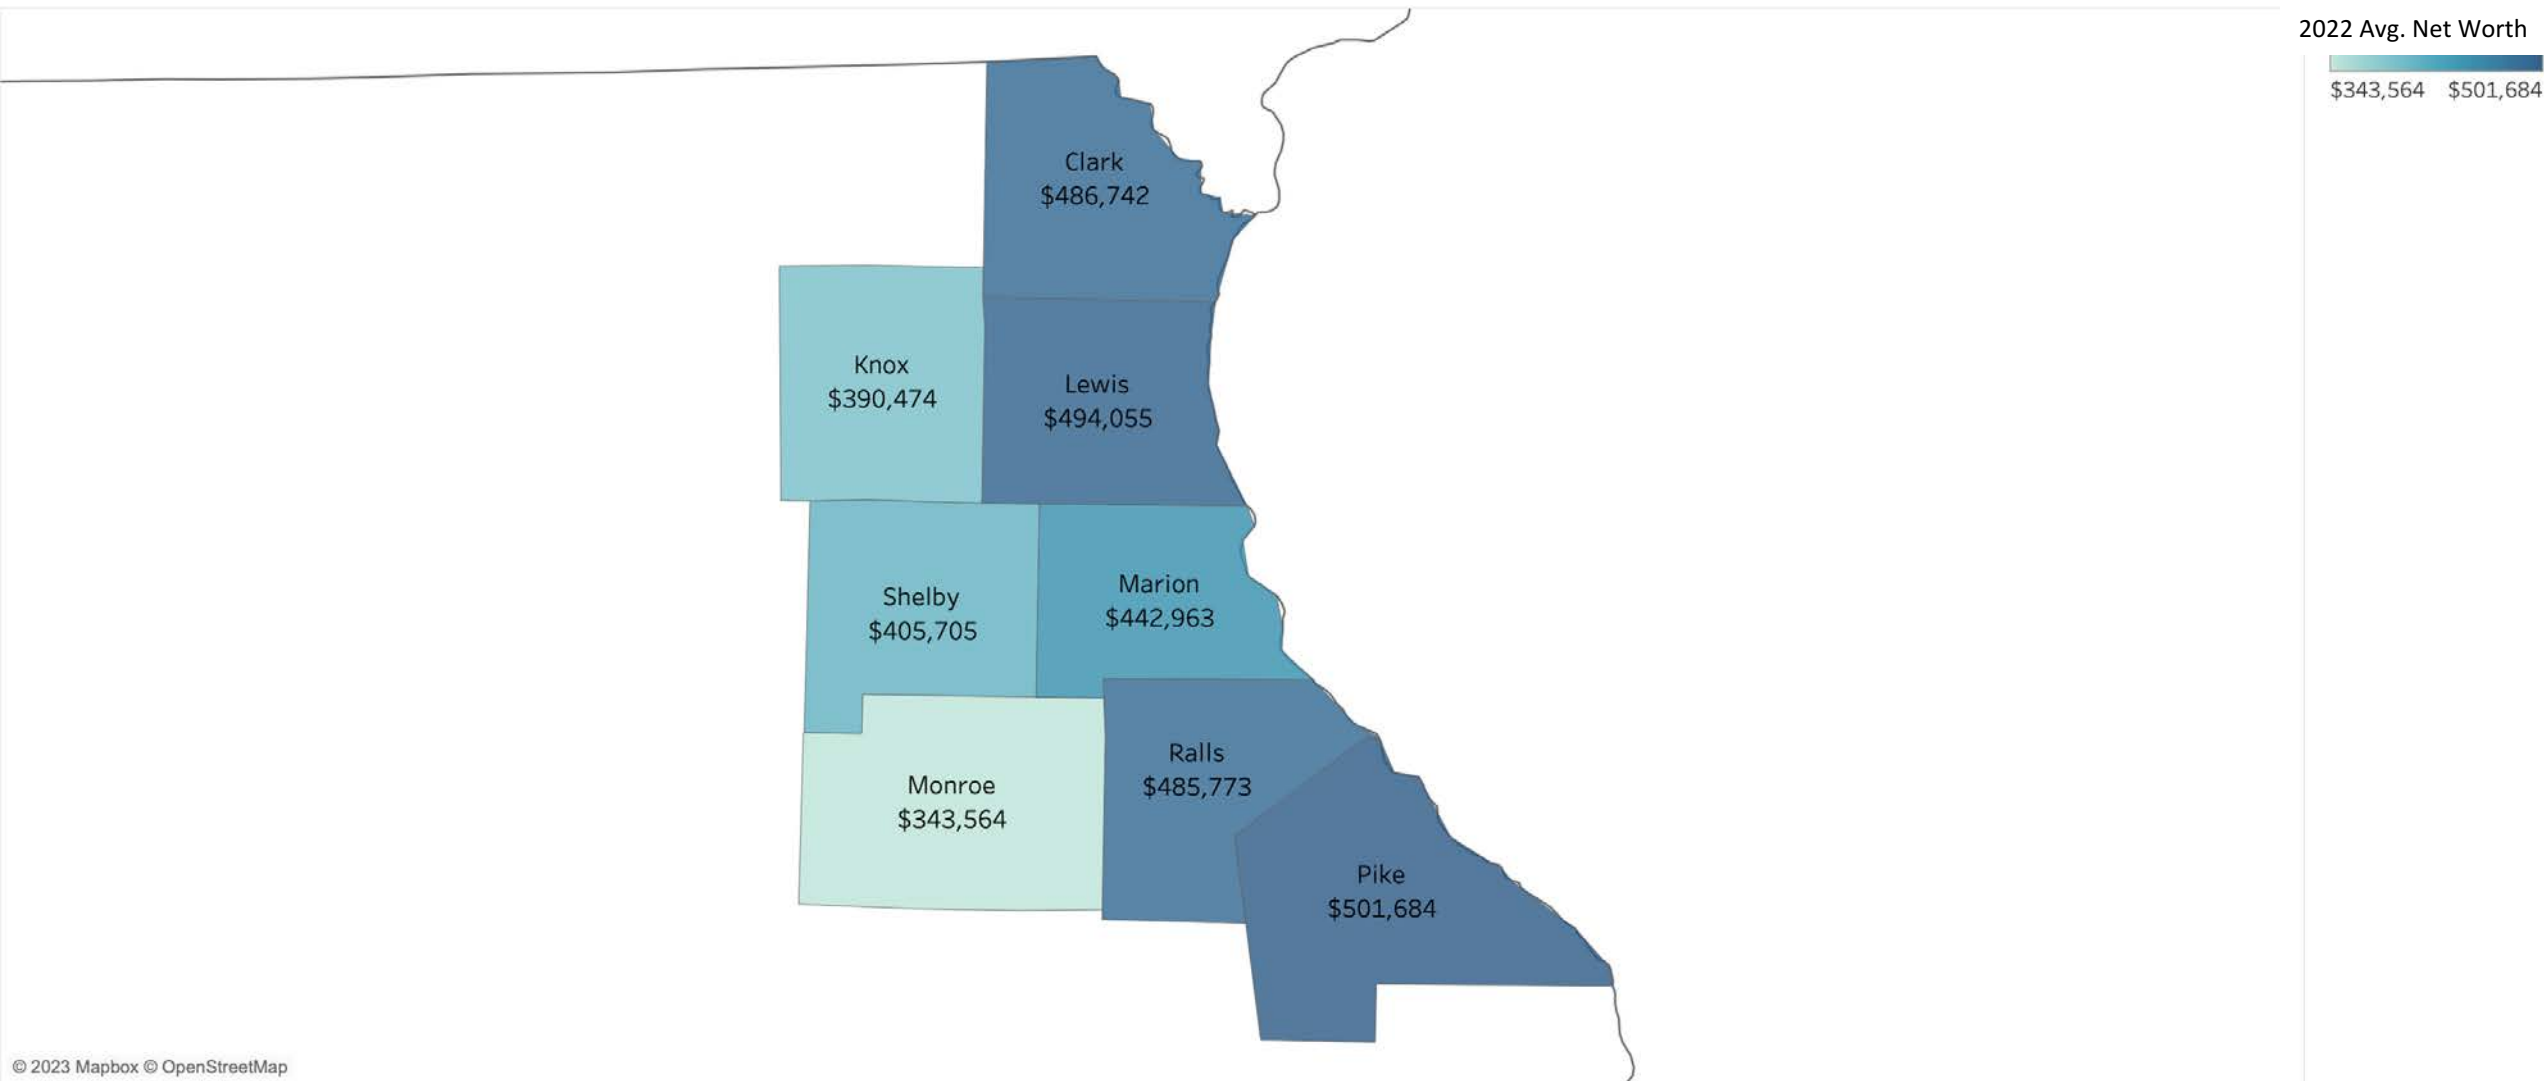 2022 Avg. Net Worth
$343,564 $501,684
Clark
$486,742
Knox
$390,474
Lewis
$494,055
Shelby
$405,705
Marion
$442,963
Monroe
$343,564
Ralls
$485,773
Pike
$501,684
© 2023 Mapbox © OpenStreetMap